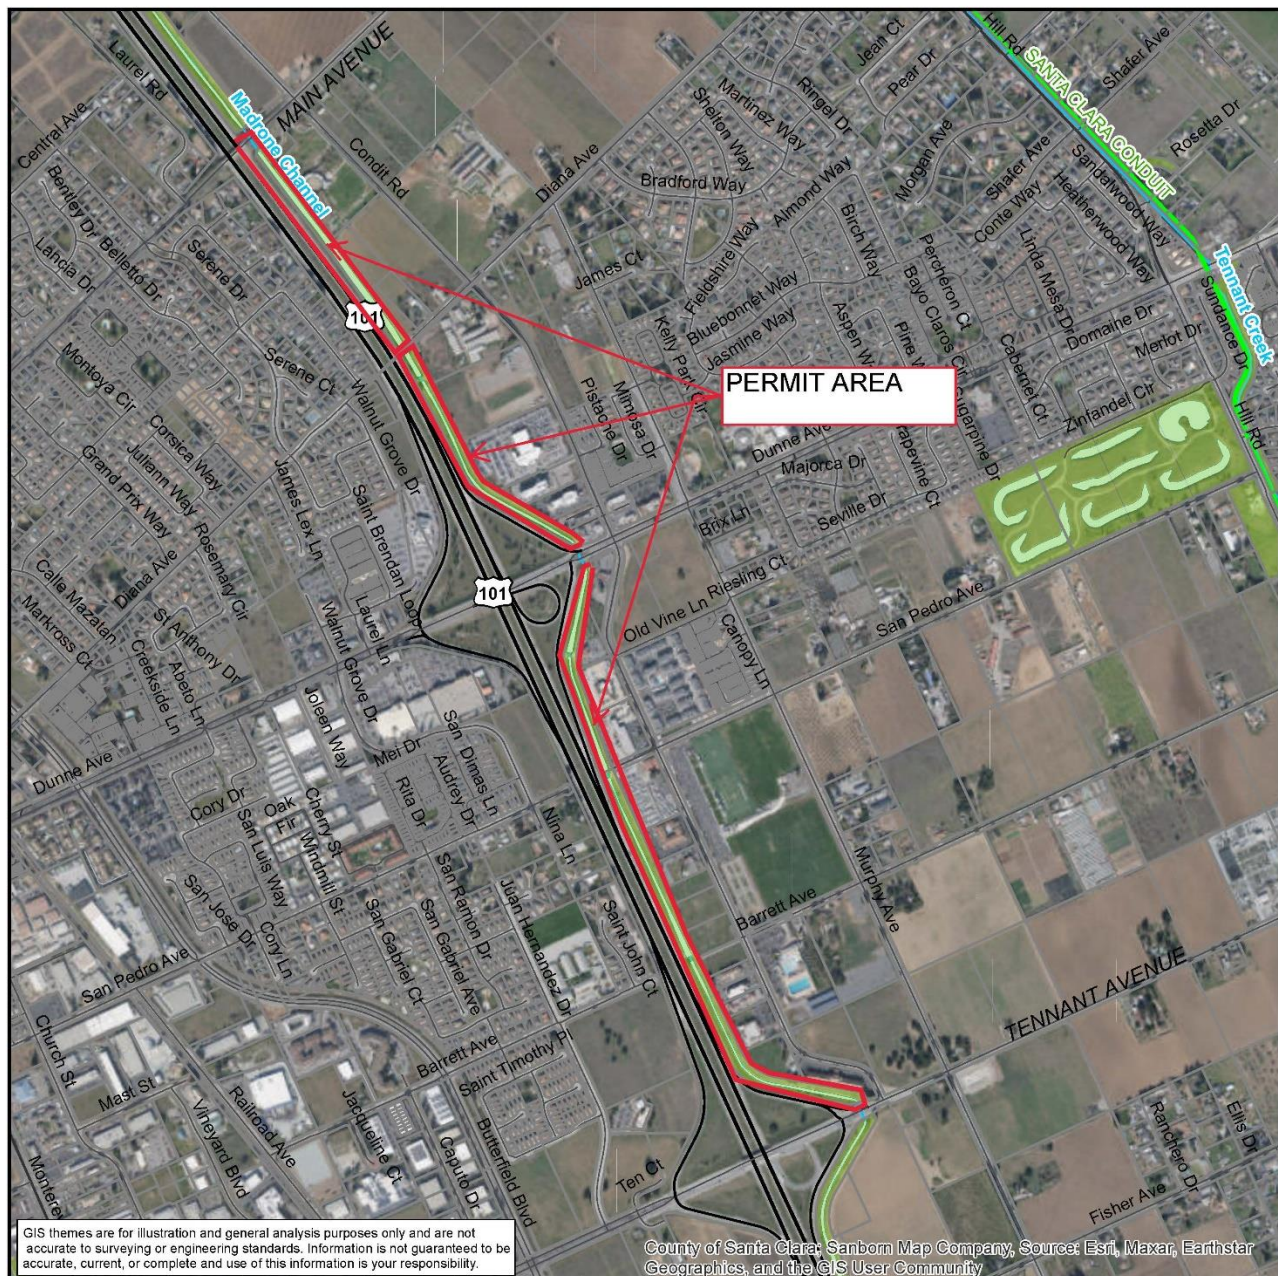 Laurel Rd
MAIN AVENUE
Jean Ct
Hill Rd
Shafer Ave
SANTA CLARA CONDUIT
Pear Dr
Ringel Dr
Martinez Way
Shelton Way
Madrone Channel
Central Ave
Condit Rd
Diana Ave
Morgan Ave
Rosetta Dr
Shafer Ave
Sandalwood Way
Bradford Way
Almond Way
Conte Way
Heatherwood Way
Bentley Dr
Belletto Dr
Lancia Dr
Serene Dr
Birch Way
Percheron Ct
Linda Mesa Dr
Tennant Creek
James Ct
Fieldshire Way
Bluebonnet Way
Bayo Claros Cir
Sundance Dr
101
Kelly Park Cir
Jasmine Way
Aspen W
Pine W
Domaine Dr
Merlot Dr
Montoya Cir
Serene Ct
Walnut Grove Dr
PERMIT AREA
Cabernet Ct
Zinfandel Cir
Pistache Dr
Mimosa Dr
Sugarpine Dr
Hill Rd
Corsica Way
Juliann Way
Grand Prix Way
Dunne Ave
Majorca Dr
rapevine Ct
James Lex Ln
Saint Brendan Loop
Rosemary Cir
Brix Ln
Seville Dr
Calle Mazatan
Diana Ave
Markross Ct
101
Riesling Ct
Old Vine Ln
San Pedro Ave
St Anthony Dr
Laurel Ln
Walnut Grove Dr
Canopy Ln
Creekside Ln
Abeto Ln
Joleen Way
Dunne Ave
Mei Dr
San Dimas Ln
Audrey Dr
Rita Dr
Cory Dr
Oak
Fir
Cherry St
Windmill St
San Luis Way
Nina Ln
Murphy Ave
San Jose Dr
Cory Ln
San Ramon Dr
San Gabriel Ct
San Gabriel Ave
Juan Hernandez Dr
Saint John Ct
Barrett Ave
San Pedro Ave
TENNANT AVENUE
Church St
Mast St
Barrett Ave
Saint Timothy Pl
Railroad Ave
Vineyard Blvd
Jacqueline Ct
Caputo Dr
Butterfield Blvd
Ten Ct
Ranchero Dr
Ellis Dr
Fisher Ave
Monterey
GIS themes are for illustration and general analysis purposes only and are not
accurate to surveying or engineering standards. Information is not guaranteed to be
accurate, current, or complete and use of this information is your responsibility.
County of Santa Clara, Sanborn Map Company, Source: Esri, Maxar, Earthstar
Geographics, and the GIS User Community